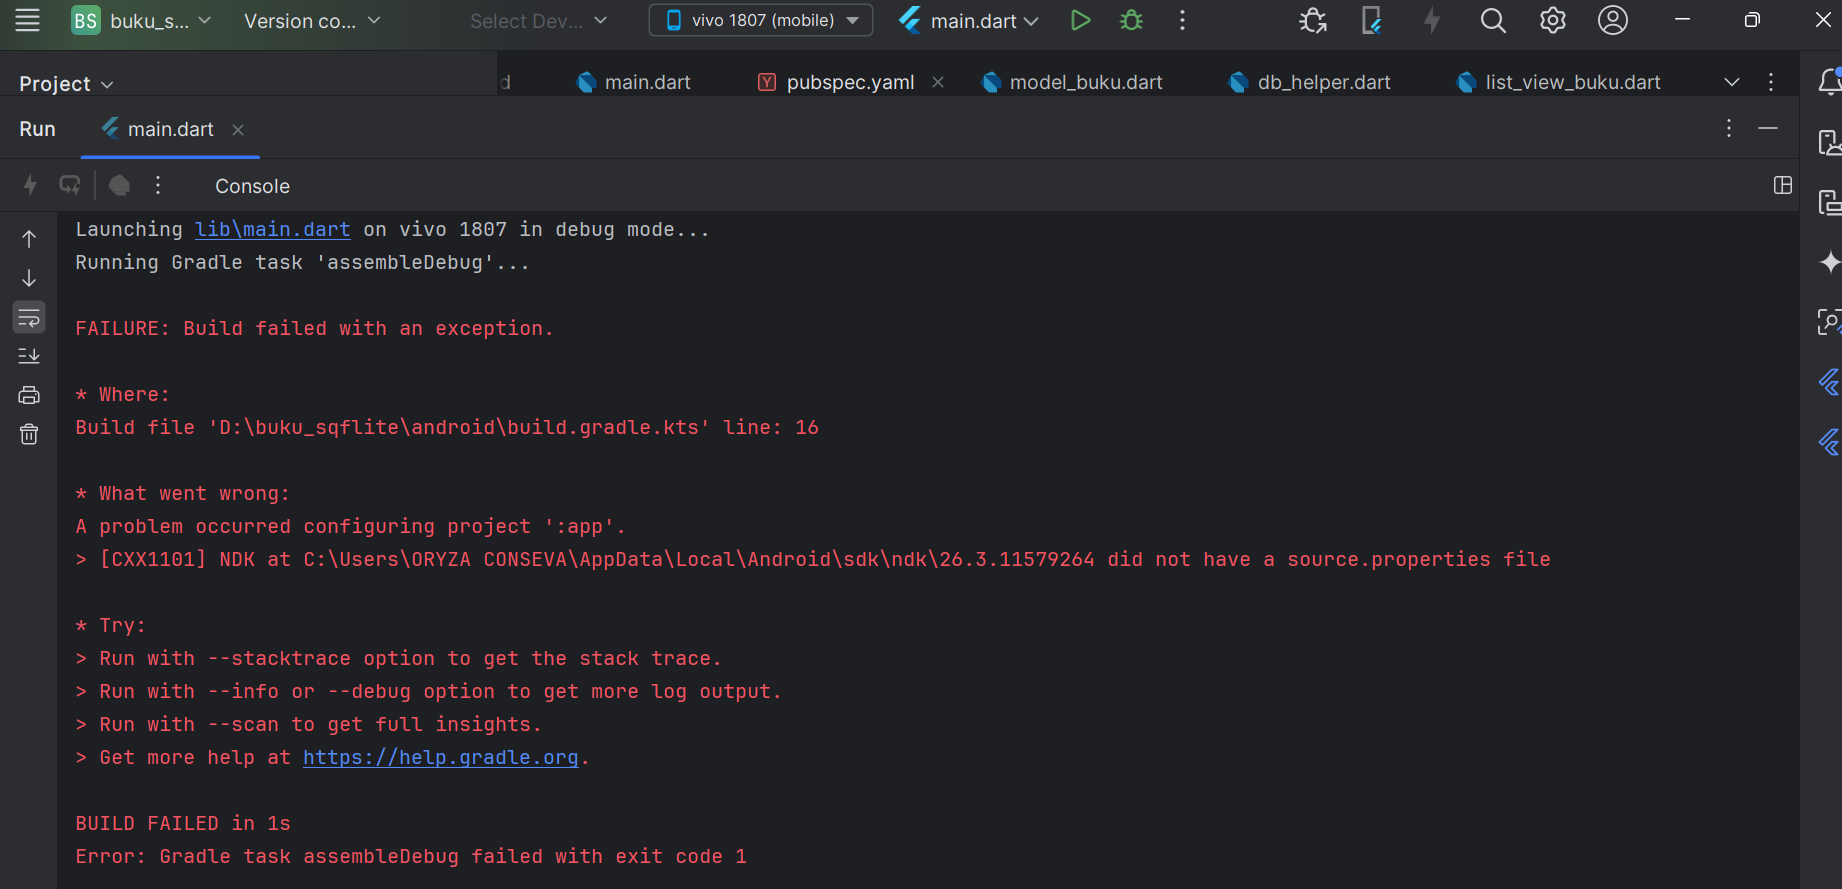 BS buku_s... Version co... Select Dev... vivo 1807 (mobile) main.dart
Project
d main.dart pubspec.yaml model_buku.dart db_helper.dart list_view_buku.dart
Run main.dart
Console
Launching lib\main.dart on vivo 1807 in debug mode...
Running Gradle task 'assembleDebug'...
FAILURE: Build failed with an exception.
* Where:
Build file 'D:\buku_sqflite\android\build.gradle.kts' line: 16
* What went wrong:
A problem occurred configuring project ':app'.
> [CXX1101] NDK at C:\Users\ORYZA CONSEVA\AppData\Local\Android\sdk\ndk\26.3.11579264 did not have a source.properties file
* Try:
> Run with --stacktrace option to get the stack trace.
> Run with --info or --debug option to get more log output.
> Run with --scan to get full insights.
> Get more help at https://help.gradle.org.
BUILD FAILED in 1s
Error: Gradle task assembleDebug failed with exit code 1